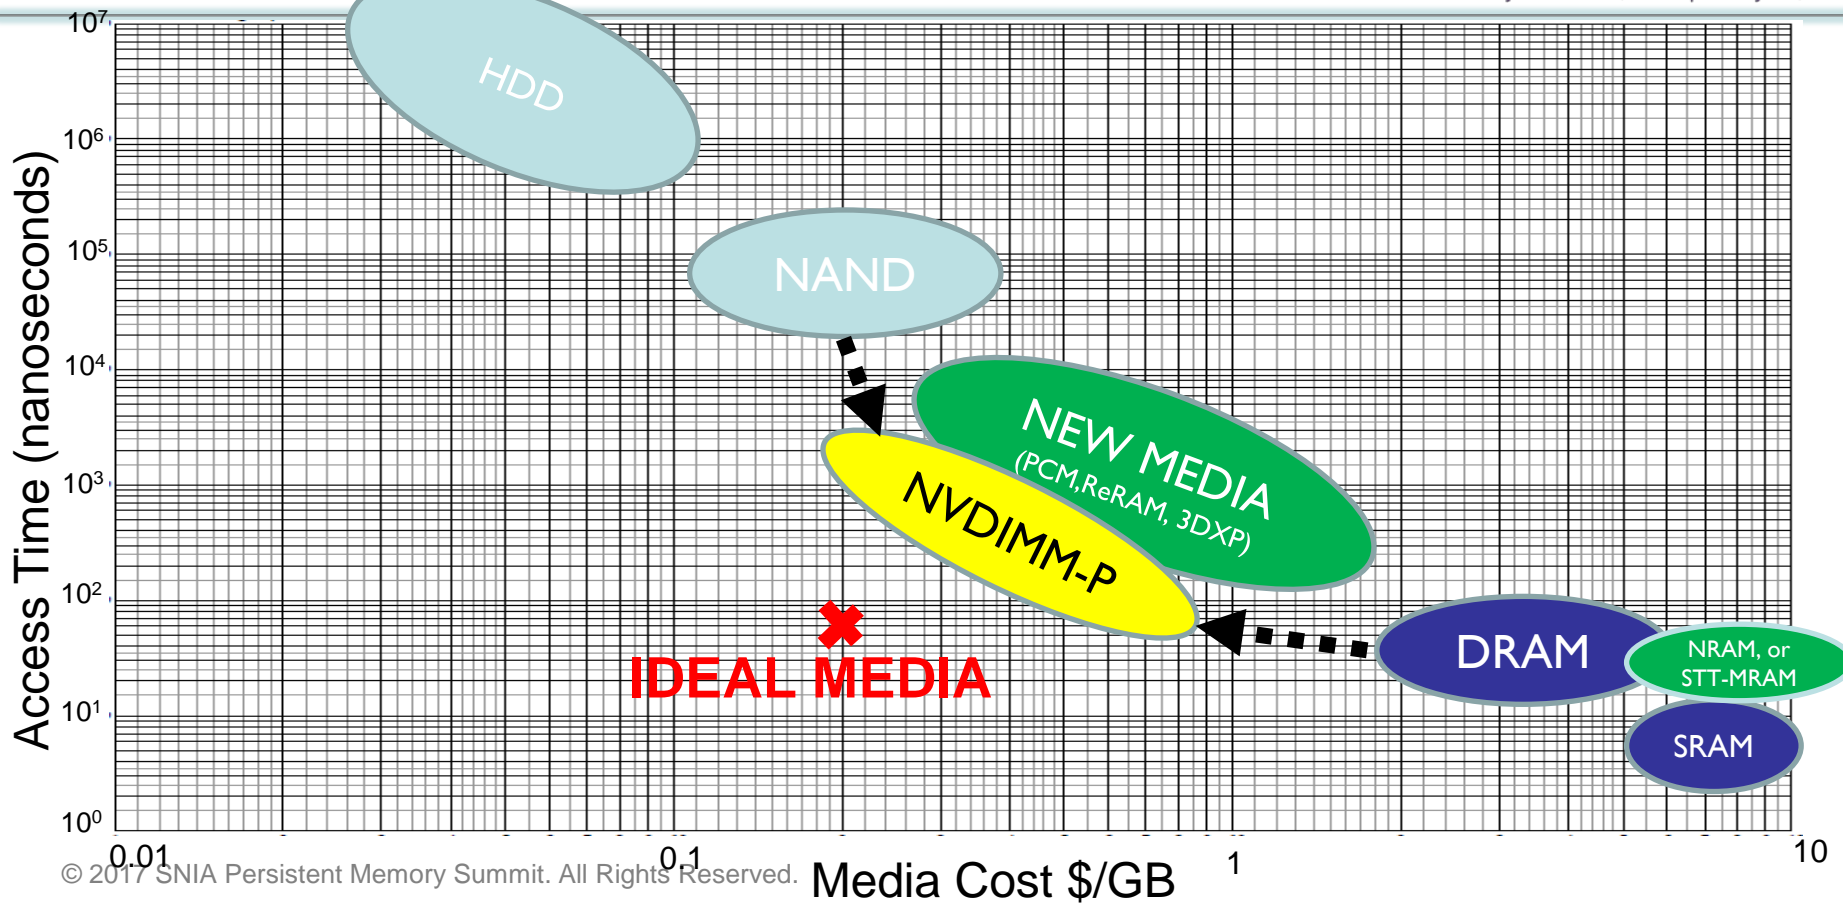 10⁷
HDD
10⁶
10⁵
NAND
10⁴
NEW MEDIA
(PCM,ReRAM, 3DXP)
10³
NVDIMM-P
10²
IDEAL MEDIA
DRAM
NRAM, or
STT-MRAM
10¹
SRAM
10⁰
Access Time (nanoseconds)
0.01
0.1
1
10
Media Cost $/GB
© 2017 SNIA Persistent Memory Summit. All Rights Reserved.